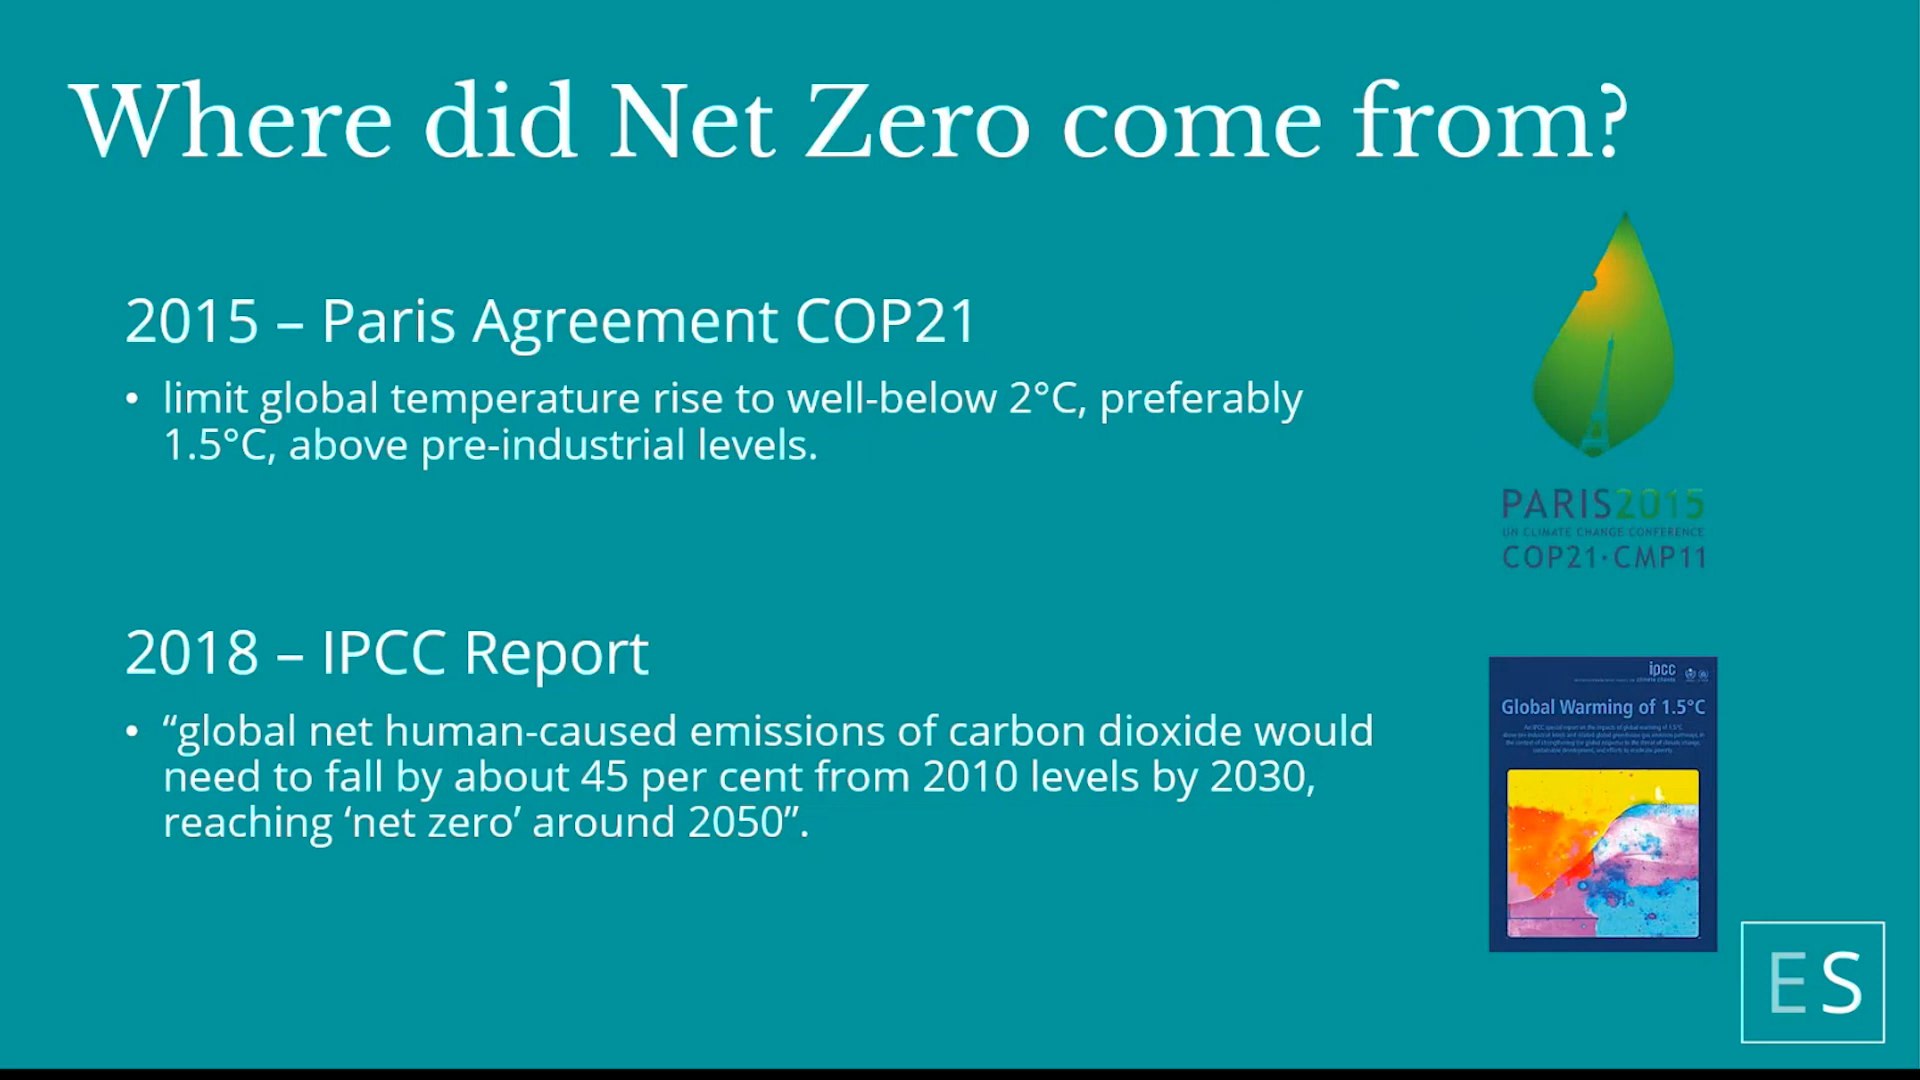 Where did Net Zero come from?
2015 – Paris Agreement COP21
• limit global temperature rise to well-below 2°C, preferably
1.5°C, above pre-industrial levels.
PARIS2015
UN CLIMATE CHANGE CONFERENCE
COP21·CMP11
2018 – IPCC Report
• “global net human-caused emissions of carbon dioxide would
need to fall by about 45 per cent from 2010 levels by 2030,
reaching ‘net zero’ around 2050”.
ipcc
Global Warming of 1.5°C
ES